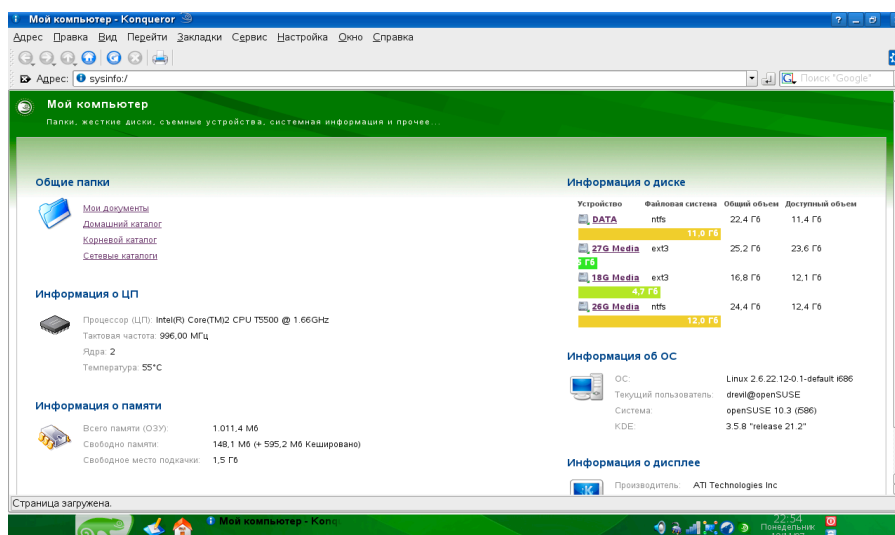 Мой компьютер - Konqueror
Адрес Правка Вид Перейти Закладки Сервис Настройка Окно Справка
Адрес: sysinfo:/ Поиск "Google"
Мой компьютер
Папки, жесткие диски, съемные устройства, системная информация и прочее...
Общие папки
Мои документы
Домашний каталог
Корневой каталог
Сетевые каталоги
Информация о ЦП
Процессор (ЦП): Intel(R) Core(TM)2 CPU T5500 @ 1.66GHz
Тактовая частота: 996,00 МГц
Ядра: 2
Температура: 55°C
Информация о памяти
Всего памяти (ОЗУ): 1.011,4 Мб
Свободно памяти: 148,1 Мб (+ 595,2 Мб Кешировано)
Свободное место подкачки: 1,5 Гб
Информация о диске
Устройство Файловая система Общий объем Доступный объем
DATA ntfs 22,4 Гб 11,4 Гб
11,0 Гб
27G Media ext3 25,2 Гб 23,6 Гб
Гб
18G Media ext3 16,8 Гб 12,1 Гб
4,7 Гб
26G Media ntfs 24,4 Гб 12,4 Гб
12,0 Гб
Информация об ОС
ОС: Linux 2.6.22.12-0.1-default i686
Текущий пользователь: drevil@openSUSE
Система: openSUSE 10.3 (i586)
KDE: 3.5.8 "release 21.2"
Информация о дисплее
Производитель: ATI Technologies Inc
Страница загружена.
Мой компьютер - Konq
22:54
Понедельник